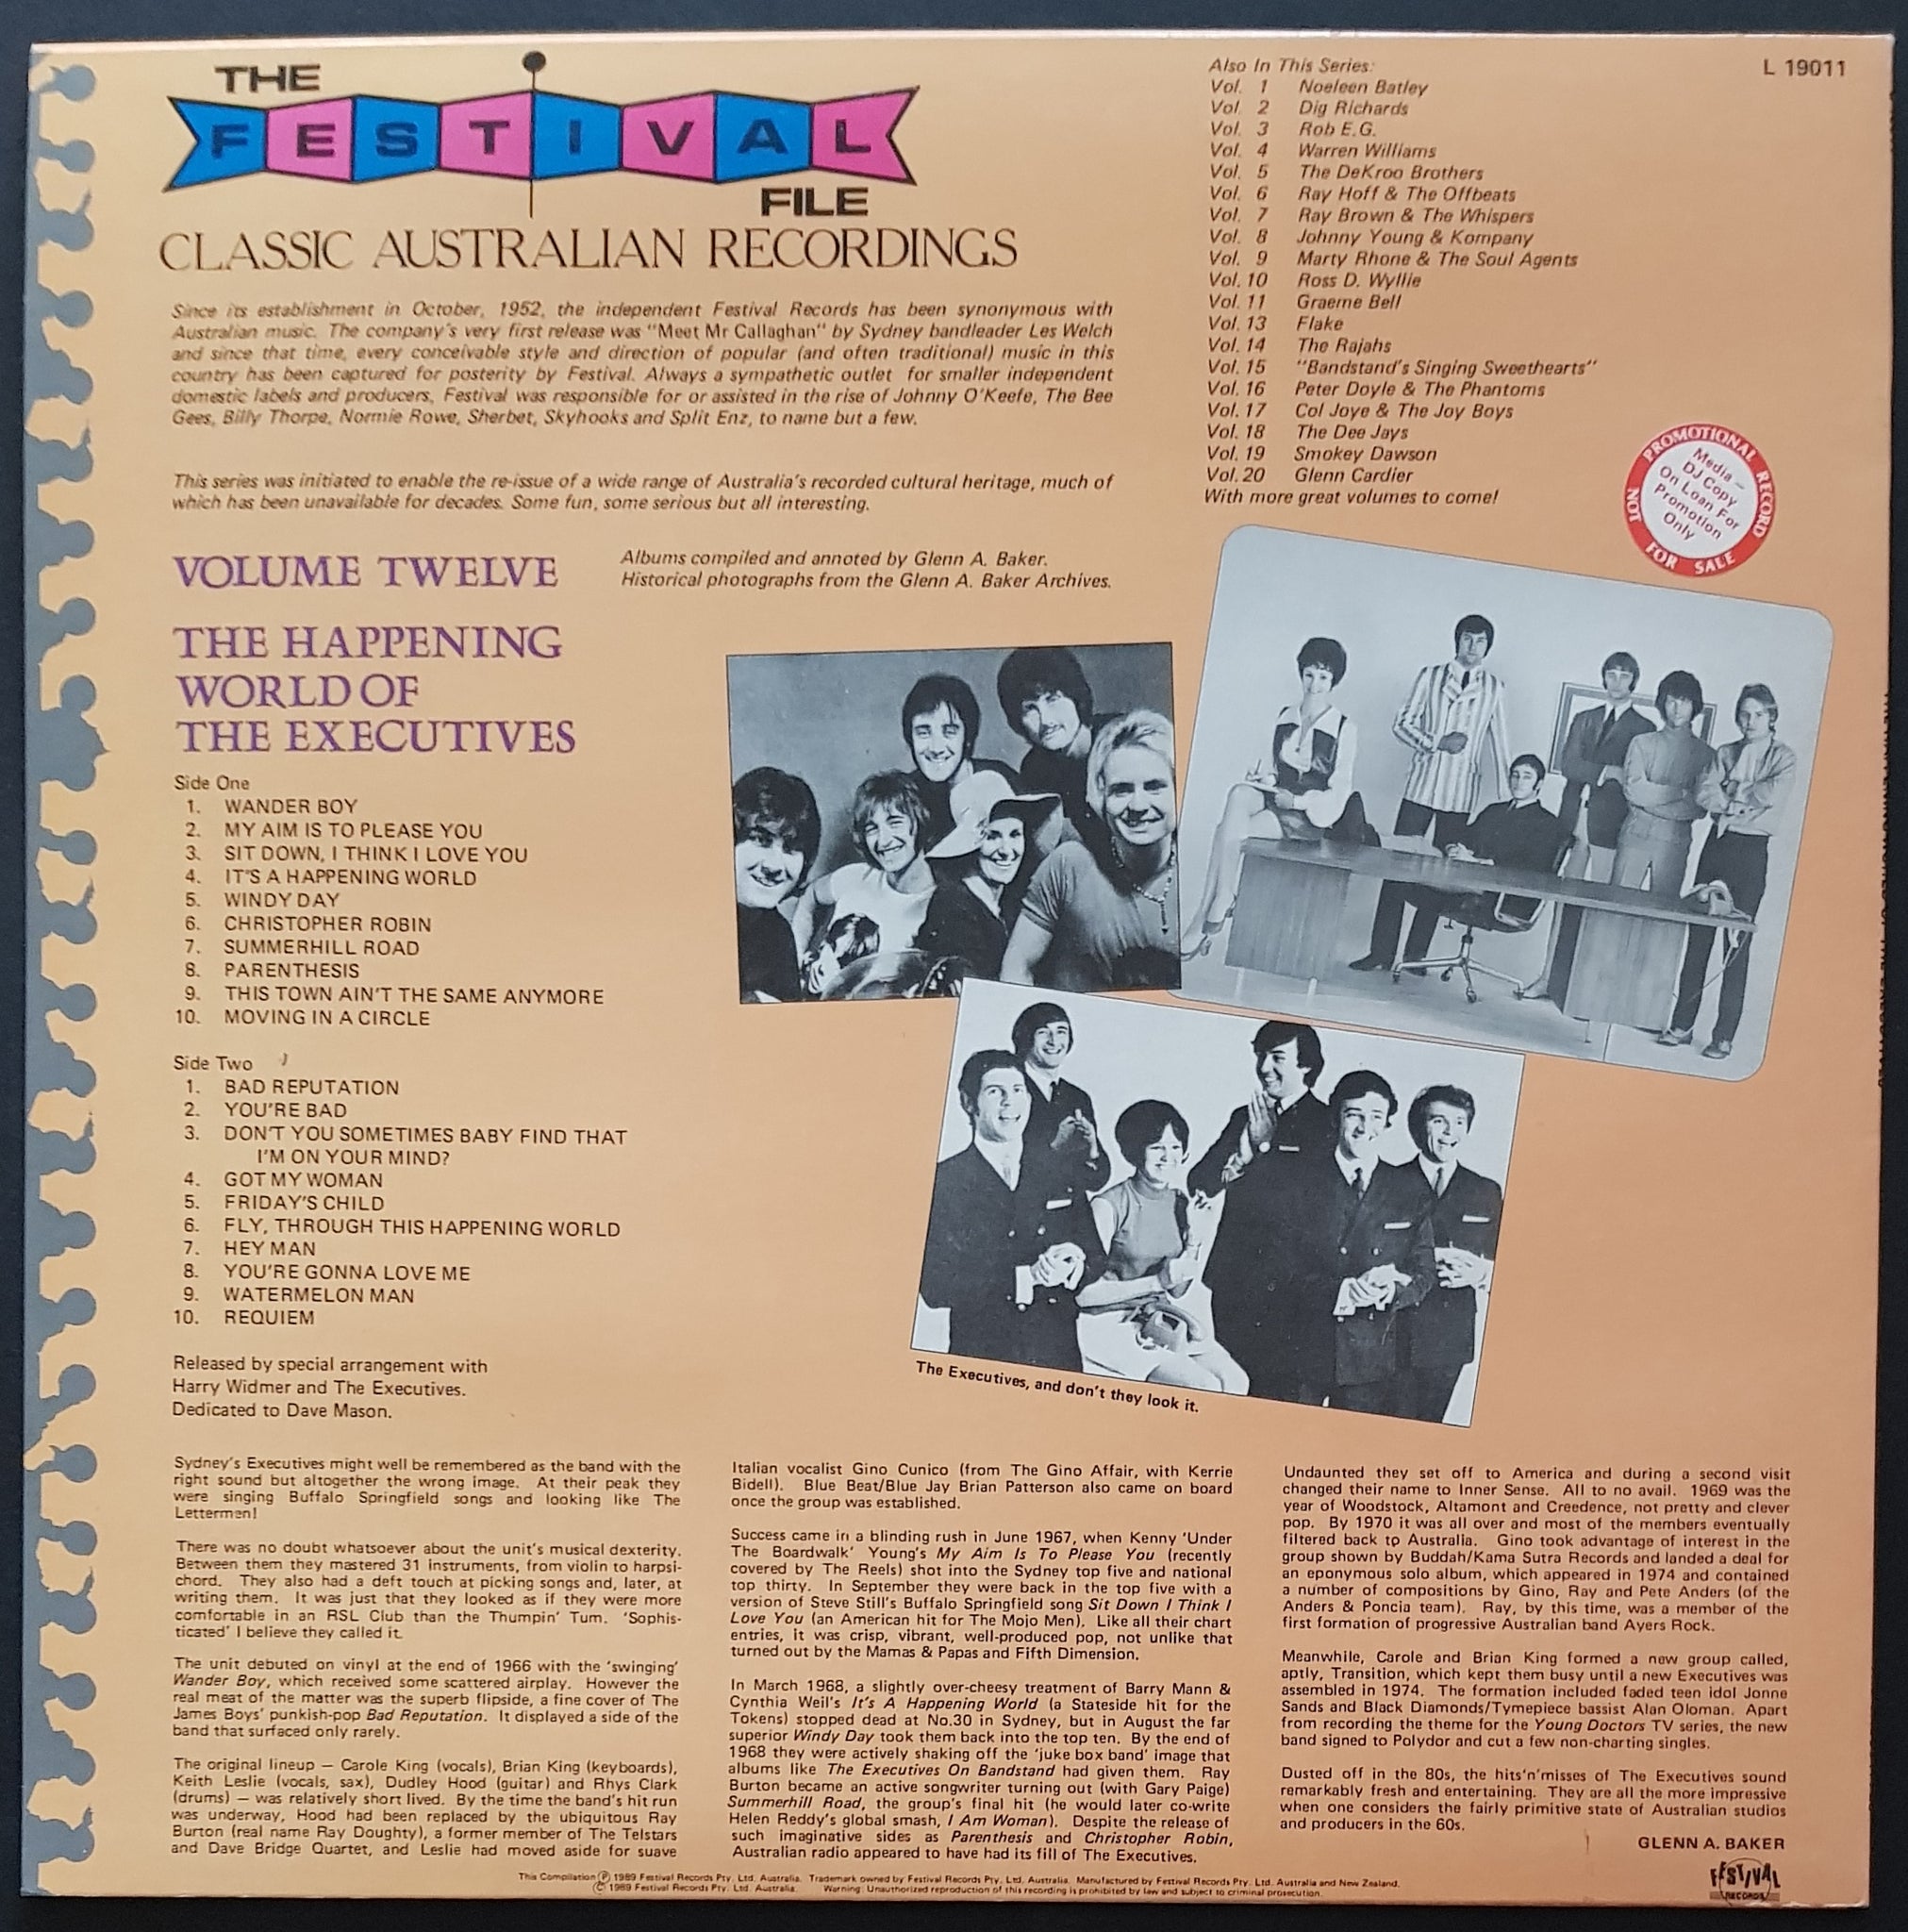 THE
FESTIVAL
FILE
CLASSIC AUSTRALIAN RECORDINGS
Since its establishment in October, 1952, the independent Festival Records has been synonymous with
Australian music. The company's very first release was "Meet Mr Callaghan" by Sydney bandleader Les Welch
and since that time, every conceivable style and direction of popular (and often traditional) music in this
country has been captured for posterity by Festival. Always a sympathetic outlet for smaller independent
domestic labels and producers, Festival was responsible for or assisted in the rise of Johnny O'Keefe, The Bee
Gees, Billy Thorpe, Normie Rowe, Sherbet, Skyhooks and Split Enz, to name but a few.
This series was initiated to enable the re-issue of a wide range of Australia's recorded cultural heritage, much of
which has been unavailable for decades. Some fun, some serious but all interesting.
Also In This Series:
Vol. 1 Noeleen Batley
Vol. 2 Dig Richards
Vol. 3 Rob E.G.
Vol. 4 Warren Williams
Vol. 5 The DeKroo Brothers
Vol. 6 Ray Hoff & The Offbeats
Vol. 7 Ray Brown & The Whispers
Vol. 8 Johnny Young & Kompany
Vol. 9 Marty Rhone & The Soul Agents
Vol. 10 Ross D. Wyllie
Vol. 11 Graeme Bell
Vol. 13 Flake
Vol. 14 The Rajahs
Vol. 15 "Bandstand's Singing Sweethearts"
Vol. 16 Peter Doyle & The Phantoms
Vol. 17 Col Joye & The Joy Boys
Vol. 18 The Dee Jays
Vol. 19 Smokey Dawson
Vol. 20 Glenn Cardier
With more great volumes to come!
L 19011
PROMOTIONAL RECORD
NOT FOR SALE
Media –
DJ Copy
On Loan For
Promotion
Only
VOLUME TWELVE
Albums compiled and annoted by Glenn A. Baker.
Historical photographs from the Glenn A. Baker Archives.
THE HAPPENING
WORLD OF
THE EXECUTIVES
Side One
1. WANDER BOY
2. MY AIM IS TO PLEASE YOU
3. SIT DOWN, I THINK I LOVE YOU
4. IT'S A HAPPENING WORLD
5. WINDY DAY
6. CHRISTOPHER ROBIN
7. SUMMERHILL ROAD
8. PARENTHESIS
9. THIS TOWN AIN'T THE SAME ANYMORE
10. MOVING IN A CIRCLE
Side Two
1. BAD REPUTATION
2. YOU'RE BAD
3. DON'T YOU SOMETIMES BABY FIND THAT
I'M ON YOUR MIND?
4. GOT MY WOMAN
5. FRIDAY'S CHILD
6. FLY, THROUGH THIS HAPPENING WORLD
7. HEY MAN
8. YOU'RE GONNA LOVE ME
9. WATERMELON MAN
10. REQUIEM
Released by special arrangement with
Harry Widmer and The Executives.
Dedicated to Dave Mason.
The Executives, and don't they look it.
Sydney's Executives might well be remembered as the band with the
right sound but altogether the wrong image. At their peak they
were singing Buffalo Springfield songs and looking like The
Lettermen!
There was no doubt whatsoever about the unit's musical dexterity.
Between them they mastered 31 instruments, from violin to harpsi-
chord. They also had a deft touch at picking songs and, later, at
writing them. It was just that they looked as if they were more
comfortable in an RSL Club than the Thumpin' Tum. 'Sophis-
ticated' I believe they called it.
The unit debuted on vinyl at the end of 1966 with the 'swinging'
Wander Boy, which received some scattered airplay. However the
real meat of the matter was the superb flipside, a fine cover of The
James Boys' punkish-pop Bad Reputation. It displayed a side of the
band that surfaced only rarely.
The original lineup – Carole King (vocals), Brian King (keyboards),
Keith Leslie (vocals, sax), Dudley Hood (guitar) and Rhys Clark
(drums) – was relatively short lived. By the time the band's hit run
was underway, Hood had been replaced by the ubiquitous Ray
Burton (real name Ray Doughty), a former member of The Telstars
and Dave Bridge Quartet, and Leslie had moved aside for suave
Italian vocalist Gino Cunico (from The Gino Affair, with Kerrie
Bidell). Blue Beat/Blue Jay Brian Patterson also came on board
once the group was established.
Success came in a blinding rush in June 1967, when Kenny 'Under
The Boardwalk' Young's My Aim Is To Please You (recently
covered by The Reels) shot into the Sydney top five and national
top thirty. In September they were back in the top five with a
version of Steve Still's Buffalo Springfield song Sit Down I Think I
Love You (an American hit for The Mojo Men). Like all their chart
entries, it was crisp, vibrant, well-produced pop, not unlike that
turned out by the Mamas & Papas and Fifth Dimension.
In March 1968, a slightly over-cheesy treatment of Barry Mann &
Cynthia Weil's It's A Happening World (a Stateside hit for the
Tokens) stopped dead at No.30 in Sydney, but in August the far
superior Windy Day took them back into the top ten. By the end of
1968 they were actively shaking off the 'juke box band' image that
albums like The Executives On Bandstand had given them. Ray
Burton became an active songwriter turning out (with Gary Paige)
Summerhill Road, the group's final hit (he would later co-write
Helen Reddy's global smash, I Am Woman). Despite the release of
such imaginative sides as Parenthesis and Christopher Robin,
Australian radio appeared to have had its fill of The Executives.
Undaunted they set off to America and during a second visit
changed their name to Inner Sense. All to no avail. 1969 was the
year of Woodstock, Altamont and Creedence, not pretty and clever
pop. By 1970 it was all over and most of the members eventually
filtered back to Australia. Gino took advantage of interest in the
group shown by Buddah/Kama Sutra Records and landed a deal for
an eponymous solo album, which appeared in 1974 and contained
a number of compositions by Gino, Ray and Pete Anders (of the
Anders & Poncia team). Ray, by this time, was a member of the
first formation of progressive Australian band Ayers Rock.
Meanwhile, Carole and Brian King formed a new group called,
aptly, Transition, which kept them busy until a new Executives was
assembled in 1974. The formation included faded teen idol Jonne
Sands and Black Diamonds/Tymepiece bassist Alan Oloman. Apart
from recording the theme for the Young Doctors TV series, the new
band signed to Polydor and cut a few non-charting singles.
Dusted off in the 80s, the hits'n'misses of The Executives sound
remarkably fresh and entertaining. They are all the more impressive
when one considers the fairly primitive state of Australian studios
and producers in the 60s.
GLENN A. BAKER
This Compilation Ⓟ 1989 Festival Records Pty. Ltd. Australia. Trademark owned by Festival Records Pty. Ltd. Australia. Manufactured by Festival Records Pty. Ltd. Australia and New Zealand.
© 1989 Festival Records Pty. Ltd. Australia. Warning: Unauthorized reproduction of this recording is prohibited by law and subject to criminal prosecution.
FESTIVAL
RECORDS